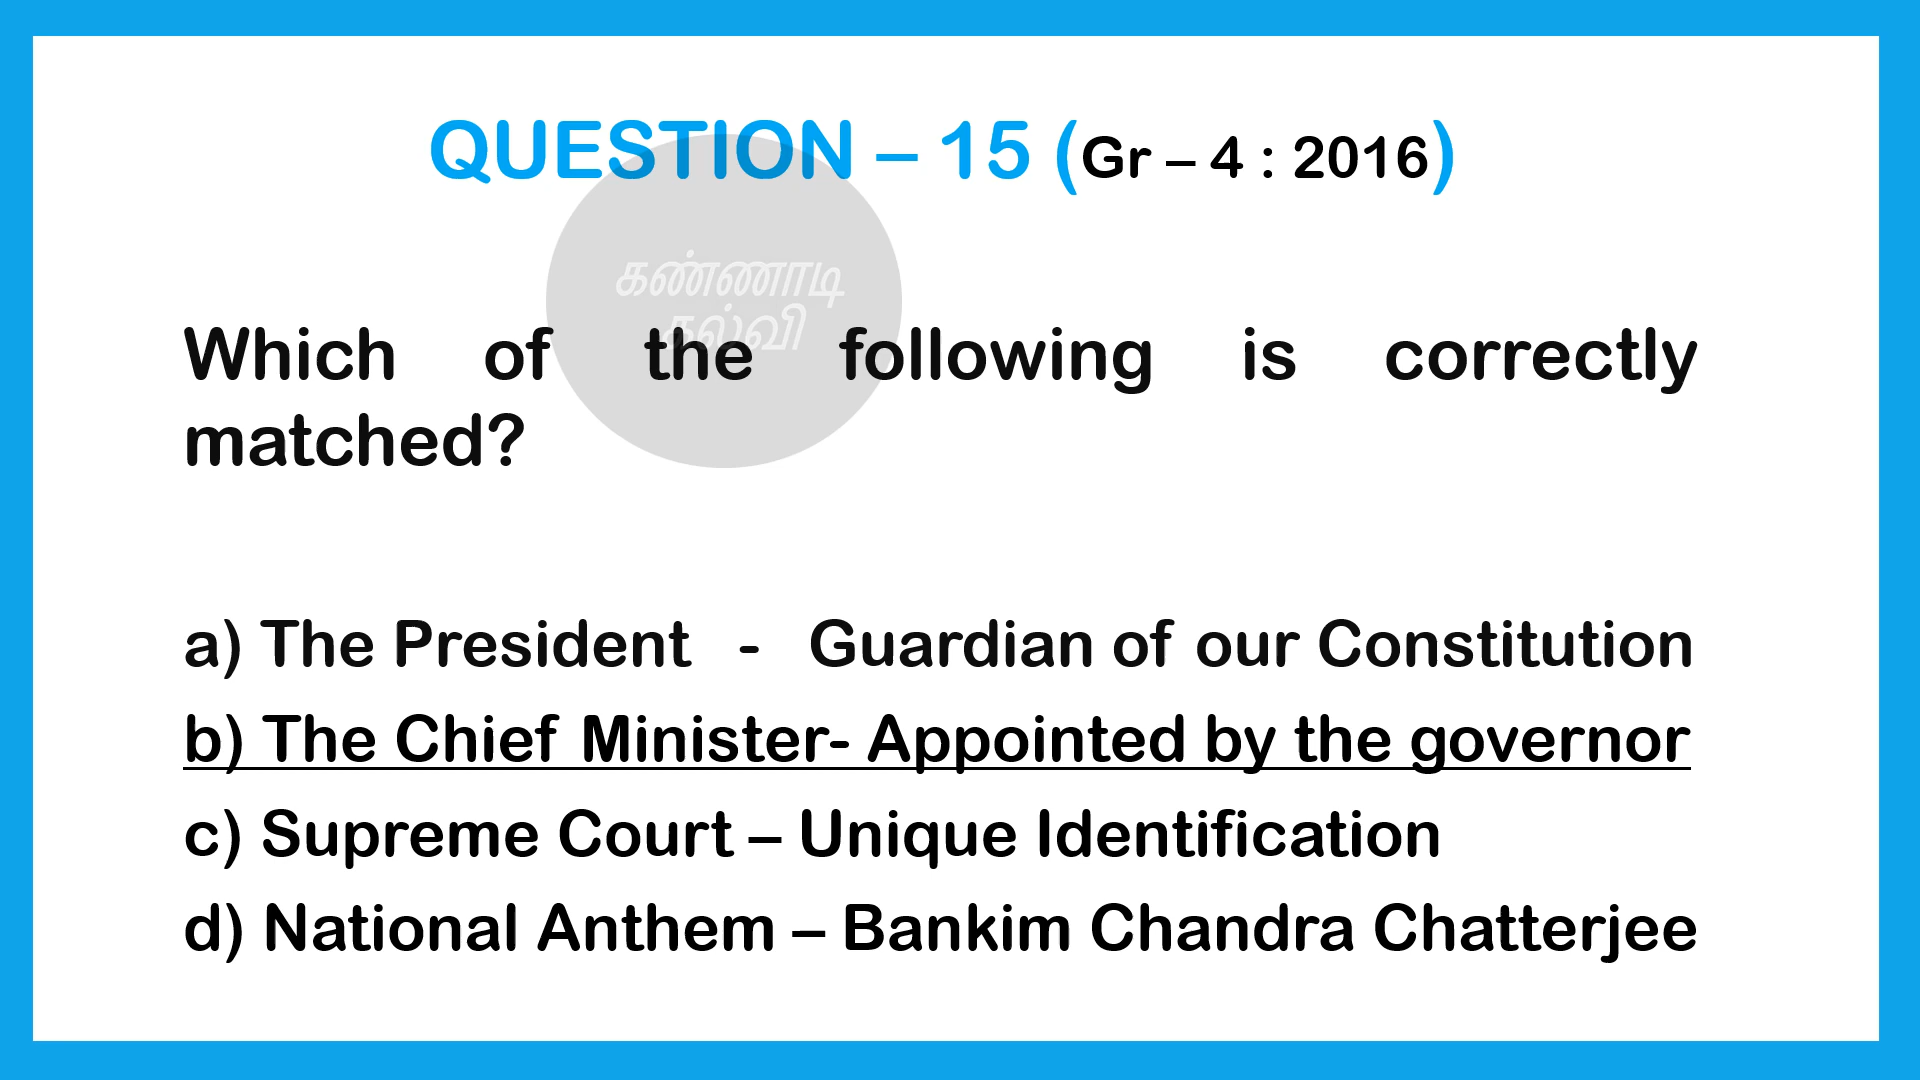 QUESTION – 15 (Gr – 4 : 2016)
கண்ணாடி
கல்வி
Which of the following is correctly
matched?
a) The President - Guardian of our Constitution
b) The Chief Minister- Appointed by the governor
c) Supreme Court – Unique Identification
d) National Anthem – Bankim Chandra Chatterjee